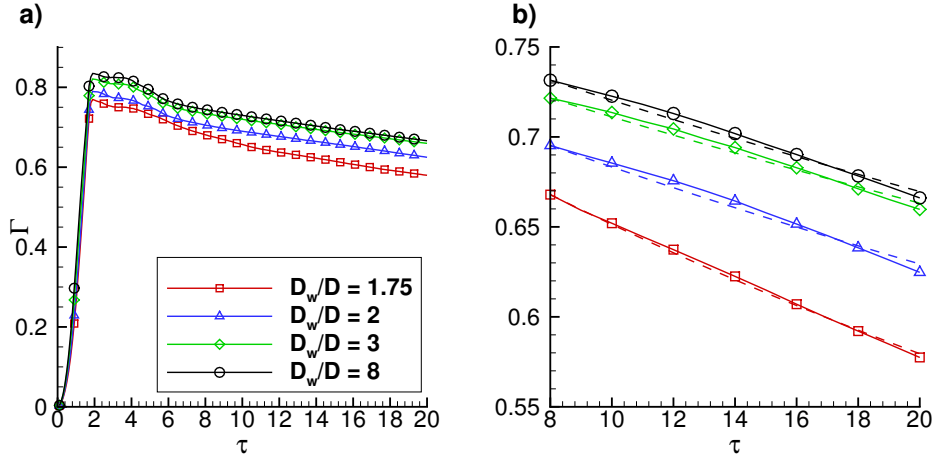 a)
b)
0.8
0.6
0.4
0.2
0
Γ
0 2 4 6 8 10 12 14 16 18 20
τ
D_w/D = 1.75
D_w/D = 2
D_w/D = 3
D_w/D = 8
0.75
0.7
0.65
0.6
0.55
8 10 12 14 16 18 20
τ